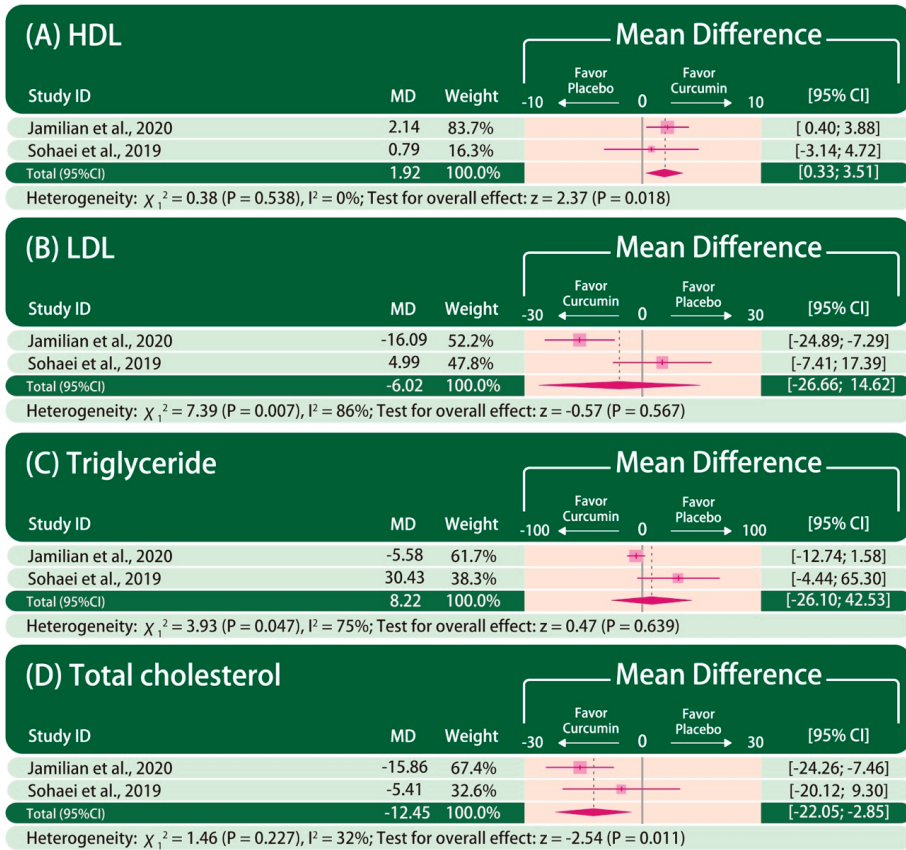 (A) HDL
Mean Difference
Favor Placebo
Favor Curcumin
Study ID MD Weight -10 0 10 [95% CI]
Jamilian et al., 2020 2.14 83.7% [ 0.40; 3.88]
Sohaei et al., 2019 0.79 16.3% [-3.14; 4.72]
Total (95%CI) 1.92 100.0% [0.33; 3.51]
Heterogeneity: χ₁² = 0.38 (P = 0.538), I² = 0%; Test for overall effect: z = 2.37 (P = 0.018)
(B) LDL
Mean Difference
Favor Curcumin
Favor Placebo
Study ID MD Weight -30 0 30 [95% CI]
Jamilian et al., 2020 -16.09 52.2% [-24.89; -7.29]
Sohaei et al., 2019 4.99 47.8% [-7.41; 17.39]
Total (95%CI) -6.02 100.0% [-26.66; 14.62]
Heterogeneity: χ₁² = 7.39 (P = 0.007), I² = 86%; Test for overall effect: z = -0.57 (P = 0.567)
(C) Triglyceride
Mean Difference
Favor Curcumin
Favor Placebo
Study ID MD Weight -100 0 100 [95% CI]
Jamilian et al., 2020 -5.58 61.7% [-12.74; 1.58]
Sohaei et al., 2019 30.43 38.3% [-4.44; 65.30]
Total (95%CI) 8.22 100.0% [-26.10; 42.53]
Heterogeneity: χ₁² = 3.93 (P = 0.047), I² = 75%; Test for overall effect: z = 0.47 (P = 0.639)
(D) Total cholesterol
Mean Difference
Favor Curcumin
Favor Placebo
Study ID MD Weight -30 0 30 [95% CI]
Jamilian et al., 2020 -15.86 67.4% [-24.26; -7.46]
Sohaei et al., 2019 -5.41 32.6% [-20.12; 9.30]
Total (95%CI) -12.45 100.0% [-22.05; -2.85]
Heterogeneity: χ₁² = 1.46 (P = 0.227), I² = 32%; Test for overall effect: z = -2.54 (P = 0.011)